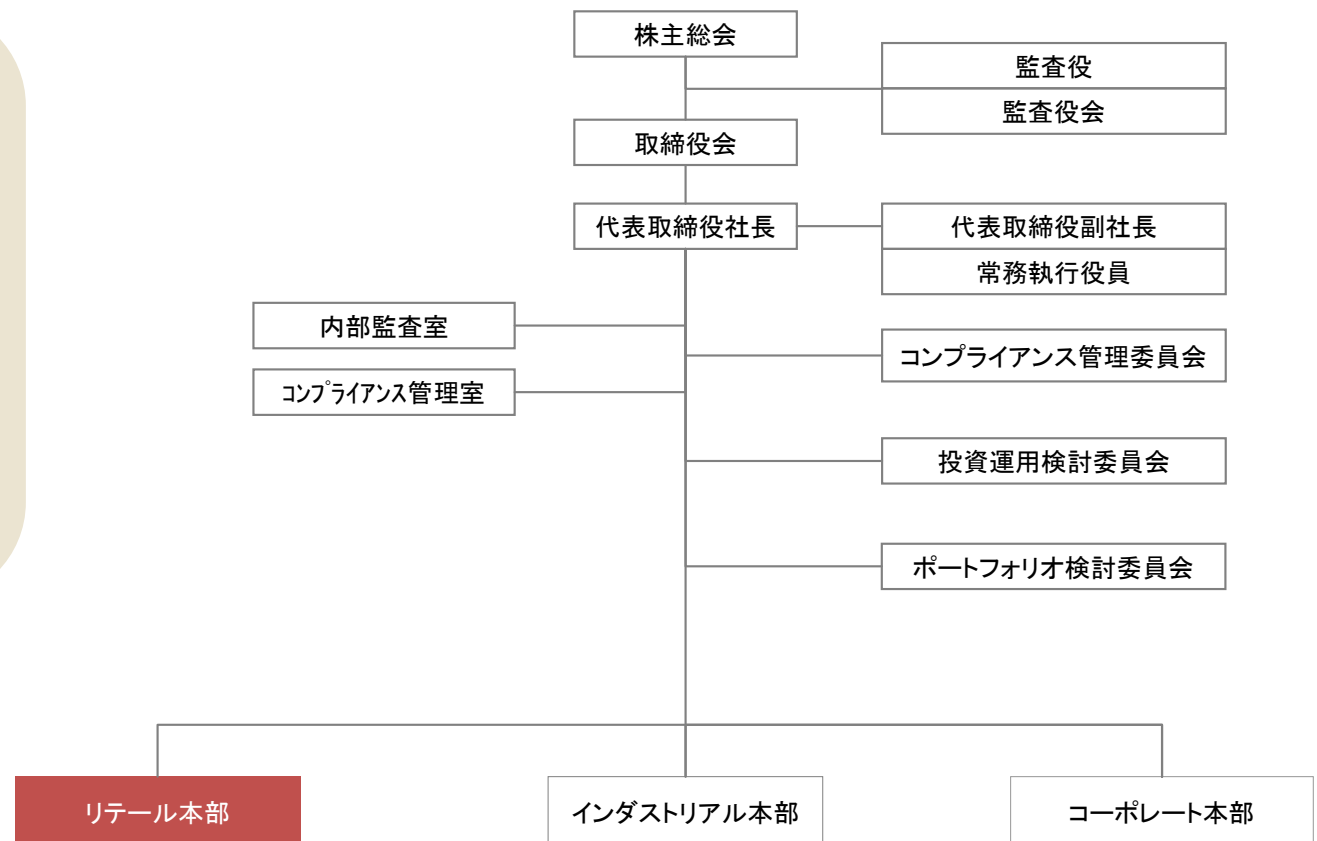 株主総会
監査役
監査役会
取締役会
代表取締役社長
代表取締役副社長
常務執行役員
内部監査室
コンプライアンス管理委員会
ｺﾝﾌﾟﾗｲｱﾝｽ管理室
投資運用検討委員会
ポートフォリオ検討委員会
リテール本部
インダストリアル本部
コーポレート本部